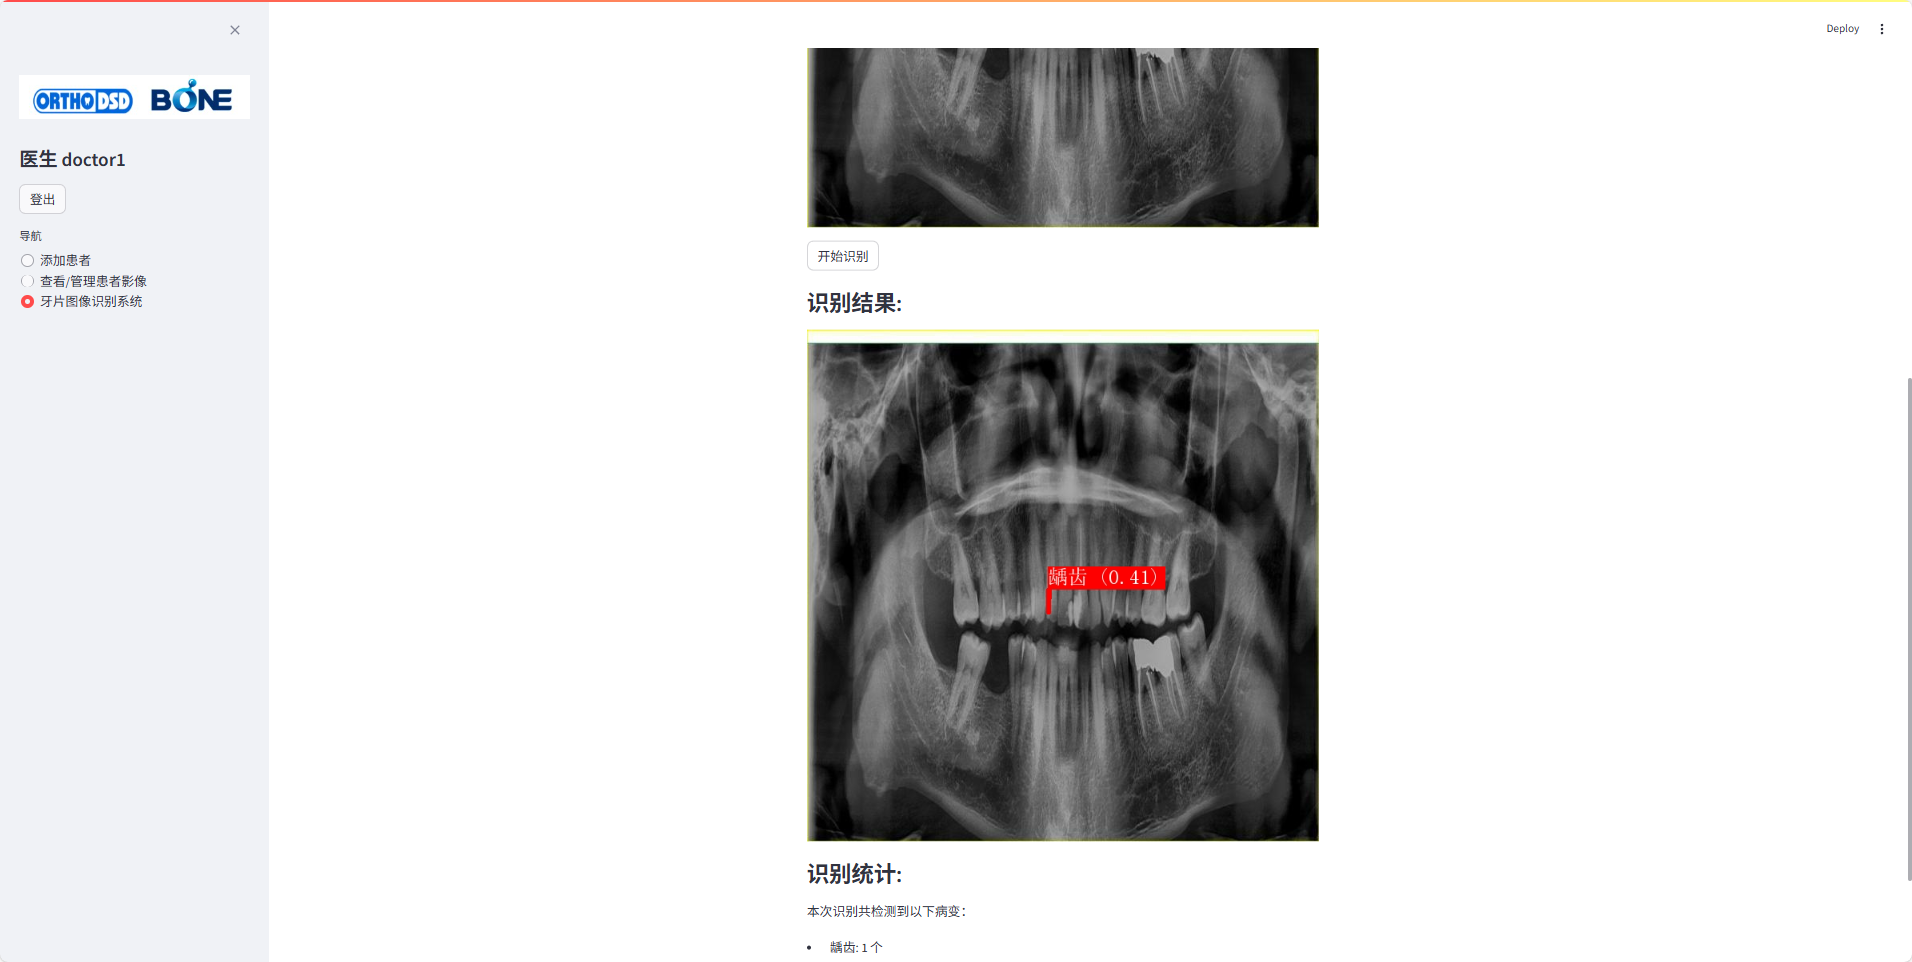 Deploy
ORTHODSD BONE
医生 doctor1
登出
导航
添加患者
查看/管理患者影像
牙片图像识别系统
开始识别
识别结果:
龋齿 (0.41)
识别统计:
本次识别共检测到以下病变：
龋齿: 1 个